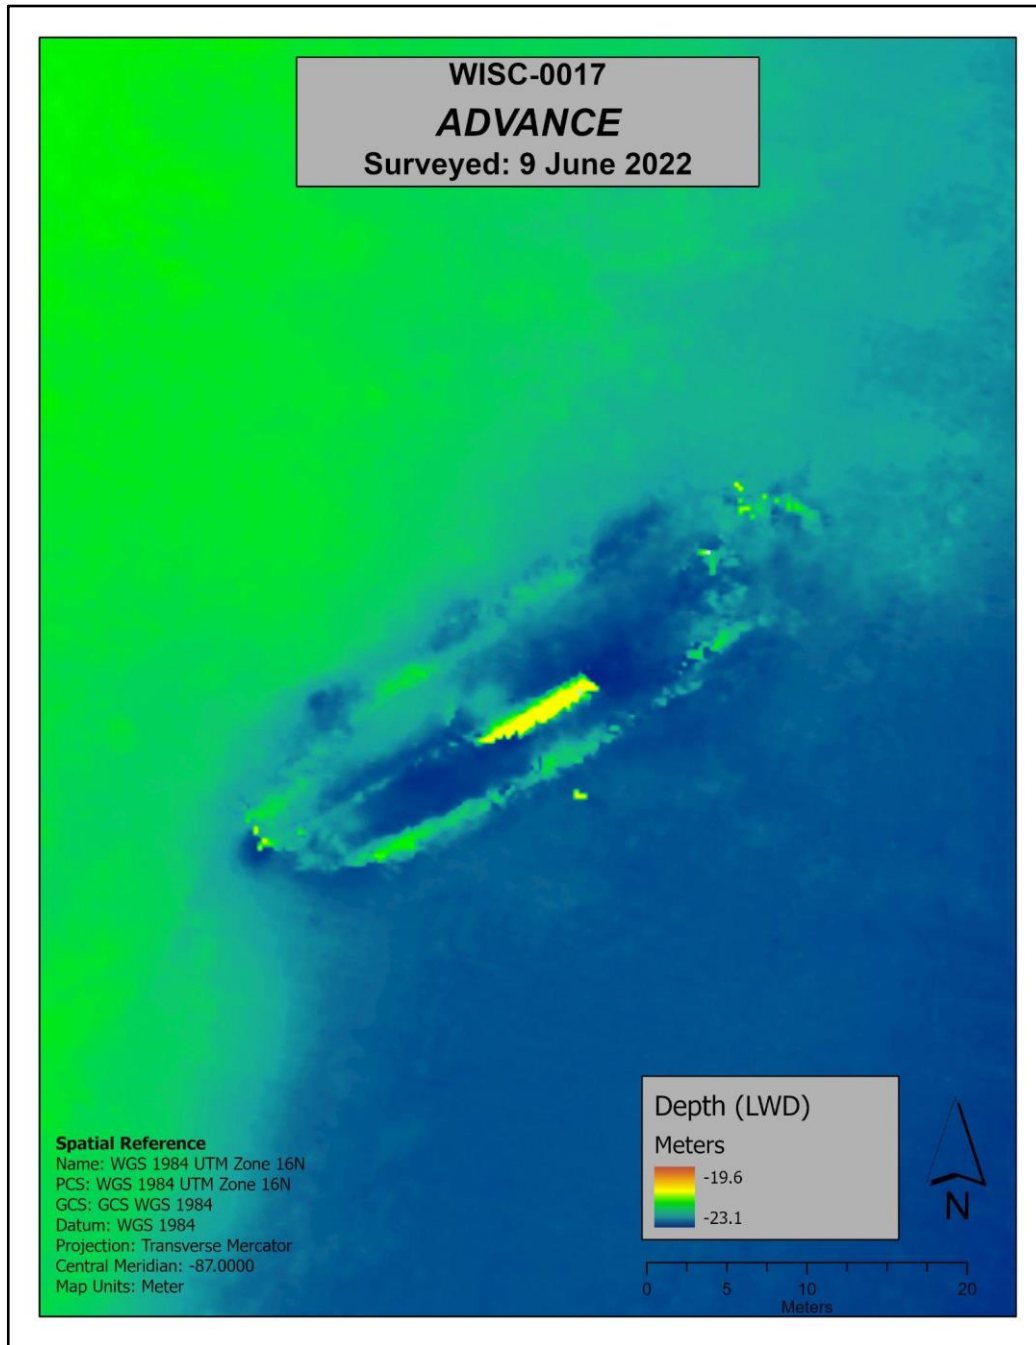 WISC-0017
ADVANCE
Surveyed: 9 June 2022
Spatial Reference
Name: WGS 1984 UTM Zone 16N
PCS: WGS 1984 UTM Zone 16N
GCS: GCS WGS 1984
Datum: WGS 1984
Projection: Transverse Mercator
Central Meridian: -87.0000
Map Units: Meter
Depth (LWD)
Meters
-19.6
-23.1
N
0 5 10 20
Meters